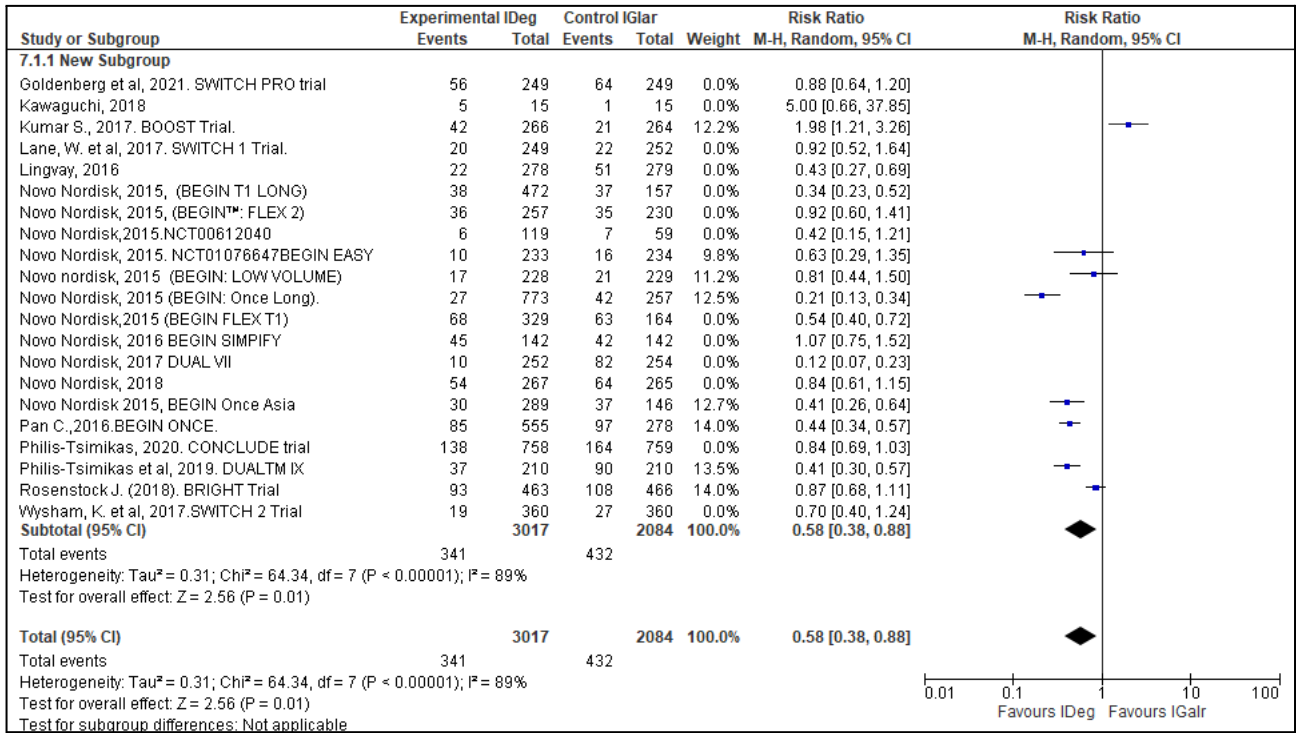 Experimental IDeg Control IGlar Risk Ratio Risk Ratio
Study or Subgroup Events Total Events Total Weight M-H, Random, 95% CI M-H, Random, 95% CI
7.1.1 New Subgroup
Goldenberg et al, 2021. SWITCH PRO trial 56 249 64 249 0.0% 0.88 [0.64, 1.20]
Kawaguchi, 2018 5 15 1 15 0.0% 5.00 [0.66, 37.85]
Kumar S., 2017. BOOST Trial. 42 266 21 264 12.2% 1.98 [1.21, 3.26]
Lane, W. et al, 2017. SWITCH 1 Trial. 20 249 22 252 0.0% 0.92 [0.52, 1.64]
Lingvay, 2016 22 278 51 279 0.0% 0.43 [0.27, 0.69]
Novo Nordisk, 2015, (BEGIN T1 LONG) 38 472 37 157 0.0% 0.34 [0.23, 0.52]
Novo Nordisk, 2015, (BEGIN™: FLEX 2) 36 257 35 230 0.0% 0.92 [0.60, 1.41]
Novo Nordisk,2015.NCT00612040 6 119 7 59 0.0% 0.42 [0.15, 1.21]
Novo Nordisk, 2015. NCT01076647BEGIN EASY 10 233 16 234 9.8% 0.63 [0.29, 1.35]
Novo nordisk, 2015 (BEGIN: LOW VOLUME) 17 228 21 229 11.2% 0.81 [0.44, 1.50]
Novo Nordisk, 2015 (BEGIN: Once Long). 27 773 42 257 12.5% 0.21 [0.13, 0.34]
Novo Nordisk,2015 (BEGIN FLEX T1) 68 329 63 164 0.0% 0.54 [0.40, 0.72]
Novo Nordisk, 2016 BEGIN SIMPIFY 45 142 42 142 0.0% 1.07 [0.75, 1.52]
Novo Nordisk, 2017 DUAL VII 10 252 82 254 0.0% 0.12 [0.07, 0.23]
Novo Nordisk, 2018 54 267 64 265 0.0% 0.84 [0.61, 1.15]
Novo Nordisk 2015, BEGIN Once Asia 30 289 37 146 12.7% 0.41 [0.26, 0.64]
Pan C.,2016.BEGIN ONCE. 85 555 97 278 14.0% 0.44 [0.34, 0.57]
Philis-Tsimikas, 2020. CONCLUDE trial 138 758 164 759 0.0% 0.84 [0.69, 1.03]
Philis-Tsimikas et al, 2019. DUALTM IX 37 210 90 210 13.5% 0.41 [0.30, 0.57]
Rosenstock J. (2018). BRIGHT Trial 93 463 108 466 14.0% 0.87 [0.68, 1.11]
Wysham, K. et al, 2017.SWITCH 2 Trial 19 360 27 360 0.0% 0.70 [0.40, 1.24]
Subtotal (95% CI) 3017 2084 100.0% 0.58 [0.38, 0.88]
Total events 341 432
Heterogeneity: Tau² = 0.31; Chi² = 64.34, df = 7 (P < 0.00001); I² = 89%
Test for overall effect: Z = 2.56 (P = 0.01)
Total (95% CI) 3017 2084 100.0% 0.58 [0.38, 0.88]
Total events 341 432
Heterogeneity: Tau² = 0.31; Chi² = 64.34, df = 7 (P < 0.00001); I² = 89%
Test for overall effect: Z = 2.56 (P = 0.01)
Test for subgroup differences: Not applicable
0.01 0.1 1 10 100
Favours IDeg Favours IGalr